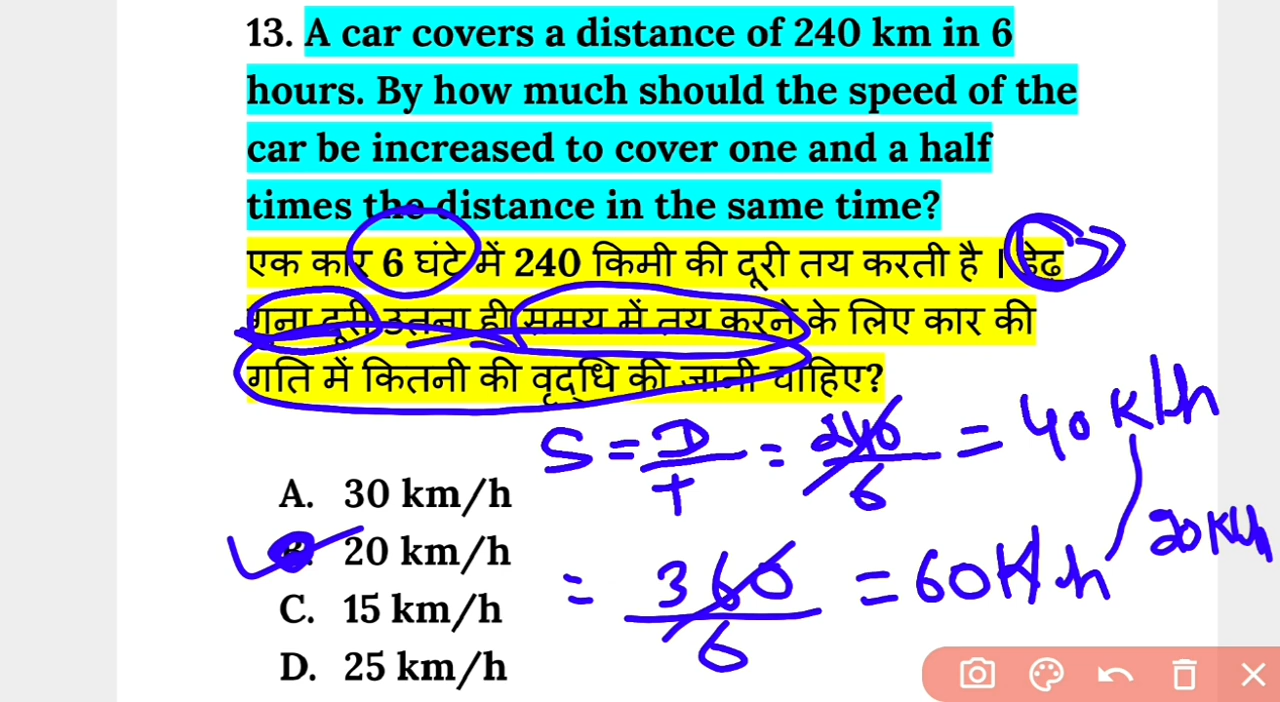 13. A car covers a distance of 240 km in 6
hours. By how much should the speed of the
car be increased to cover one and a half
times the distance in the same time?
एक कार 6 घंटे में 240 किमी की दूरी तय करती है । डेढ
गुना दूरी उतना ही समय में तय करने के लिए कार की
गति में कितनी की वृद्धि की जानी चाहिए?
S = D/T = 240/6 = 40 K/h
A. 30 km/h
B. 20 km/h
20 K/h
= 360/6 = 60 K/h
C. 15 km/h
D. 25 km/h